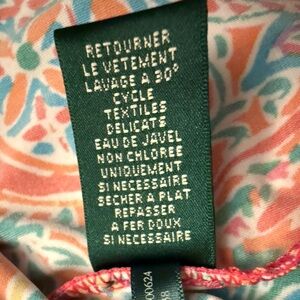 RETOURNER
LE VETEMENT
LAVAGE A 30°
CYCLE
TEXTILES
DELICATS
EAU DE JAVEL
NON CHLOREE
UNIQUEMENT
SI NECESSAIRE
SECHER A PLAT
REPASSER
A FER DOUX
SI NECESSAIRE